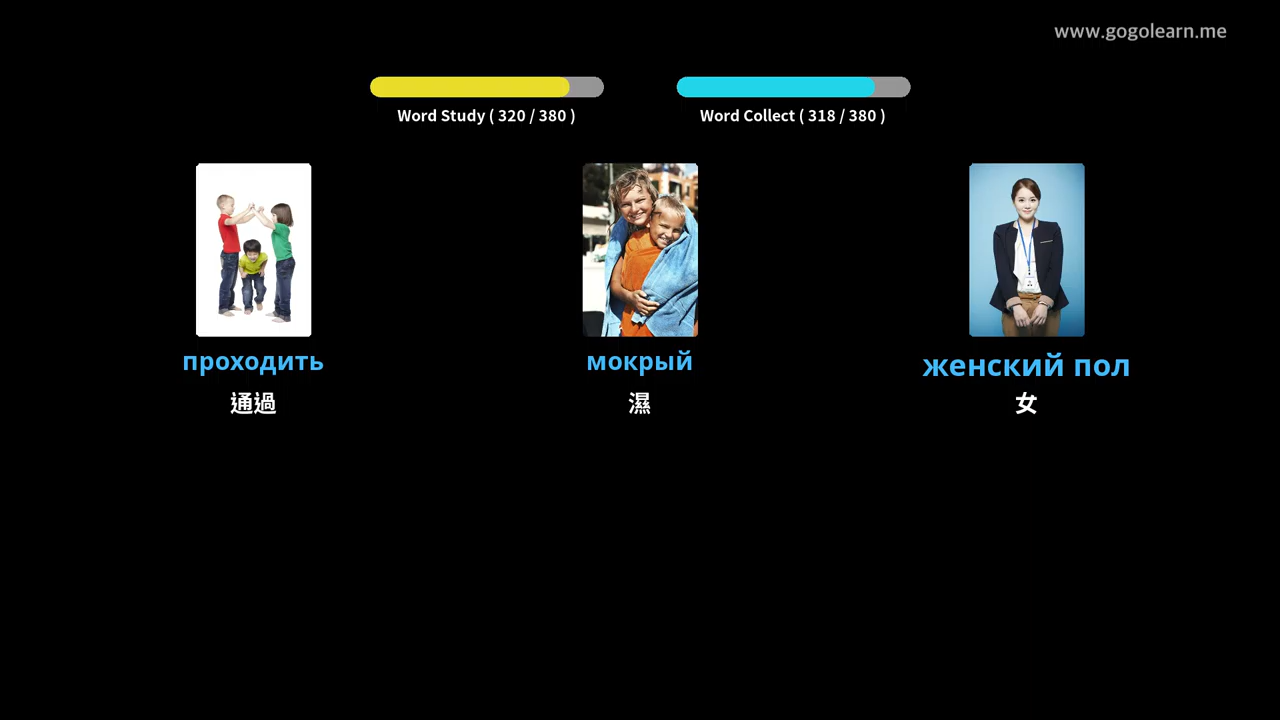 www.gogolearn.me
Word Study ( 320 / 380 )
Word Collect ( 318 / 380 )
проходить
мокрый
женский пол
通過
濕
女